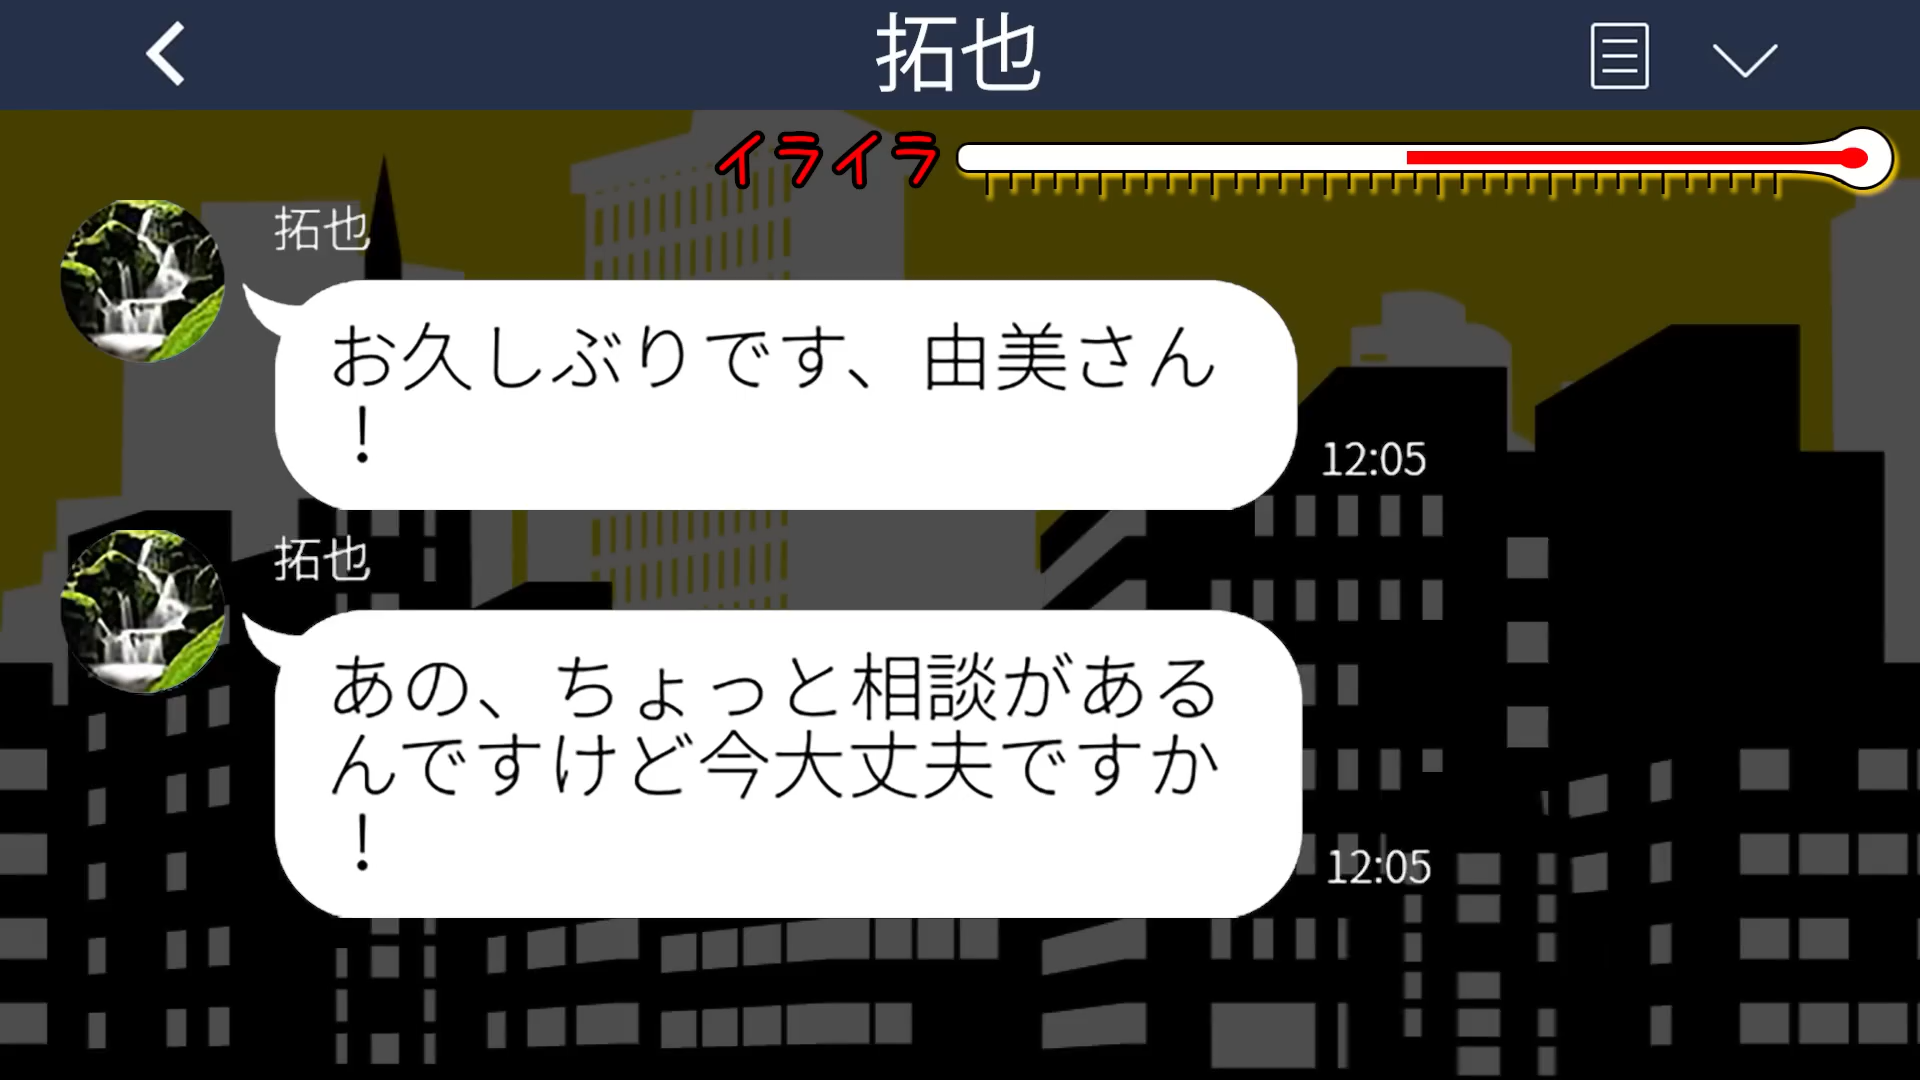 拓也
イライラ
拓也
お久しぶりです、由美さん
！
12:05
拓也
あの、ちょっと相談がある
んですけど今大丈夫ですか
！
12:05